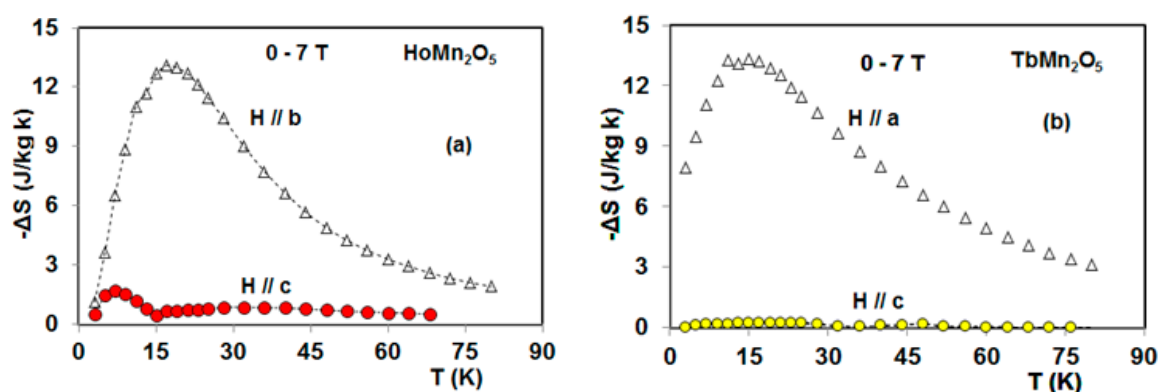 15
12
9
6
3
0
-ΔS (J/kg k)
0 - 7 T
HoMn₂O₅
H // b
(a)
H // c
0 15 30 45 60 75 90
T (K)
15
12
9
6
3
0
-ΔS (J/kg k)
0 - 7 T
TbMn₂O₅
H // a
(b)
H // c
0 15 30 45 60 75 90
T (K)